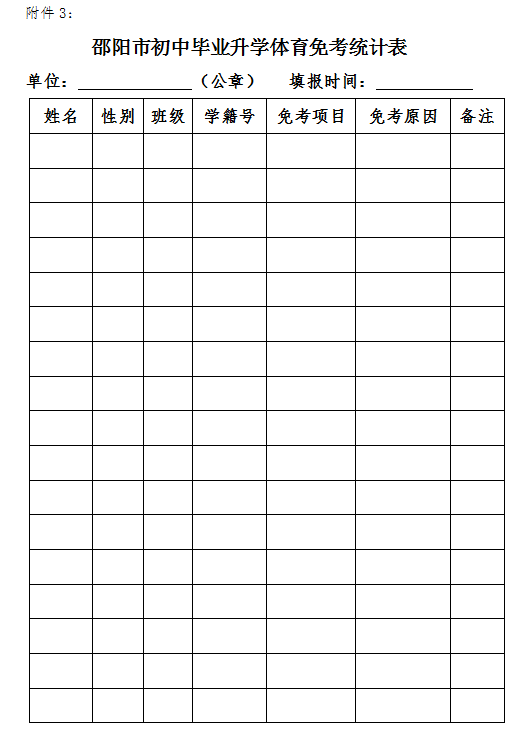 附件 3：
邵阳市初中毕业升学体育免考统计表
单位：____________（公章） 填报时间：__________
姓名 性别 班级 学籍号 免考项目 免考原因 备注